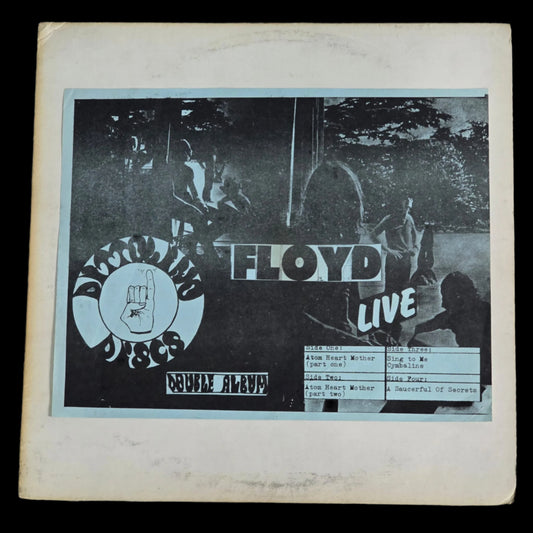 FLOYD
LIVE
DISCS
DOUBLE ALBUM
Side One:
Atom Heart Mother
(part one)
Side Two:
Atom Heart Mother
(part two)
Side Three:
Sing to Me
Cymbaline
Side Four:
A Saucerful Of Secrets